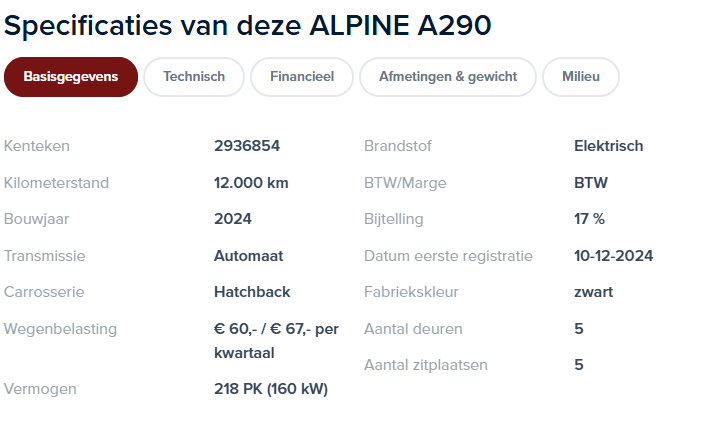 Specificaties van deze ALPINE A290
Basisgegevens
Technisch
Financieel
Afmetingen & gewicht
Milieu
Kenteken 2936854
Kilometerstand 12.000 km
Bouwjaar 2024
Transmissie Automaat
Carrosserie Hatchback
Wegenbelasting € 60,- / € 67,- per
kwartaal
Vermogen 218 PK (160 kW)
Brandstof Elektrisch
BTW/Marge BTW
Bijtelling 17 %
Datum eerste registratie 10-12-2024
Fabriekskleur zwart
Aantal deuren 5
Aantal zitplaatsen 5